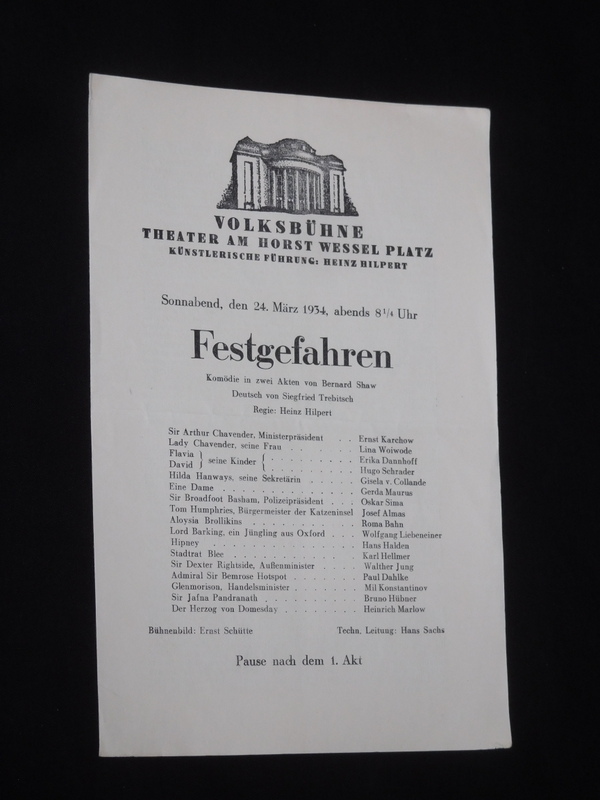 VOLKSBÜHNE
THEATER AM HORST WESSEL PLATZ
KÜNSTLERISCHE FÜHRUNG: HEINZ HILPERT
Sonnabend, den 24. März 1934, abends 8 1/4 Uhr
Festgefahren
Komödie in zwei Akten von Bernard Shaw
Deutsch von Siegfried Trebitsch
Regie: Heinz Hilpert
Sir Arthur Chavender, Ministerpräsident . . Ernst Karchow
Lady Chavender, seine Frau . . . . . Lina Woiwode
Flavia } seine Kinder { . . . . . . . . Erika Dannhoff
David } { . . . . . . . . Hugo Schrader
Hilda Hanways, seine Sekretärin . . . . . Gisela v. Collande
Eine Dame . . . . . . . . . . . . Gerda Maurus
Sir Broadfoot Basham, Polizeipräsident . . . Oskar Sima
Tom Humphries, Bürgermeister der Katzeninsel Josef Almas
Aloysia Brollikins . . . . . . . . . Roma Bahn
Lord Barking, ein Jüngling aus Oxford . . . Wolfgang Liebeneiner
Hipney . . . . . . . . . . . . . Hans Halden
Stadtrat Blee . . . . . . . . . . . Karl Hellmer
Sir Dexter Rightside, Außenminister . . . . Walther Jung
Admiral Sir Bemrose Hotspot . . . . . . Paul Dahlke
Glenmorison, Handelsminister . . . . . . Mil Konstantinov
Sir Jafna Pandranath . . . . . . . . Bruno Hübner
Der Herzog von Domesday . . . . . . . Heinrich Marlow
Bühnenbild: Ernst Schütte Techn. Leitung: Hans Sachs
Pause nach dem 1. Akt